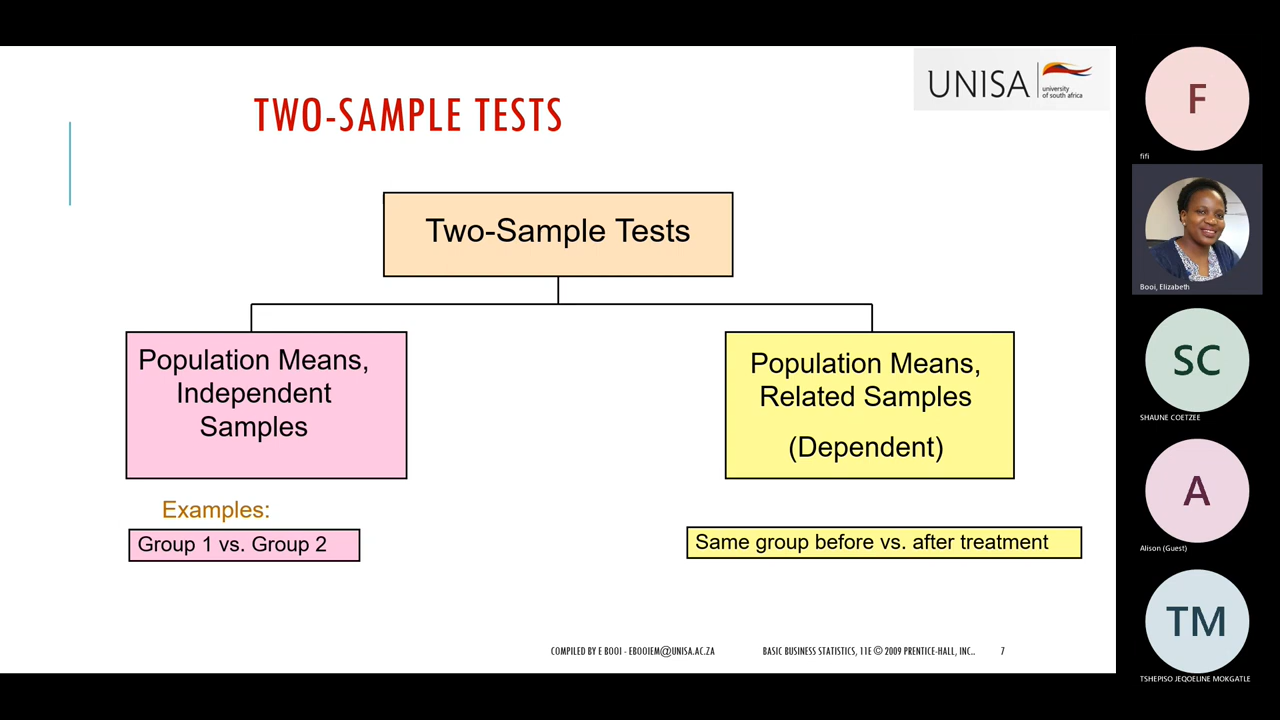 TWO-SAMPLE TESTS
UNISA
university
of south africa
Two-Sample Tests
Population Means,
Independent
Samples
Population Means,
Related Samples
(Dependent)
Examples:
Group 1 vs. Group 2
Same group before vs. after treatment
COMPILED BY E BOOI - EBOOIEM@UNISA.AC.ZA
BASIC BUSINESS STATISTICS, 11E © 2009 PRENTICE-HALL, INC..
7
F
fifi
Booi, Elizabeth
SC
SHAUNE COETZEE
A
Alison (Guest)
TM
TSHEPISO JEQOELINE MOKGATLE